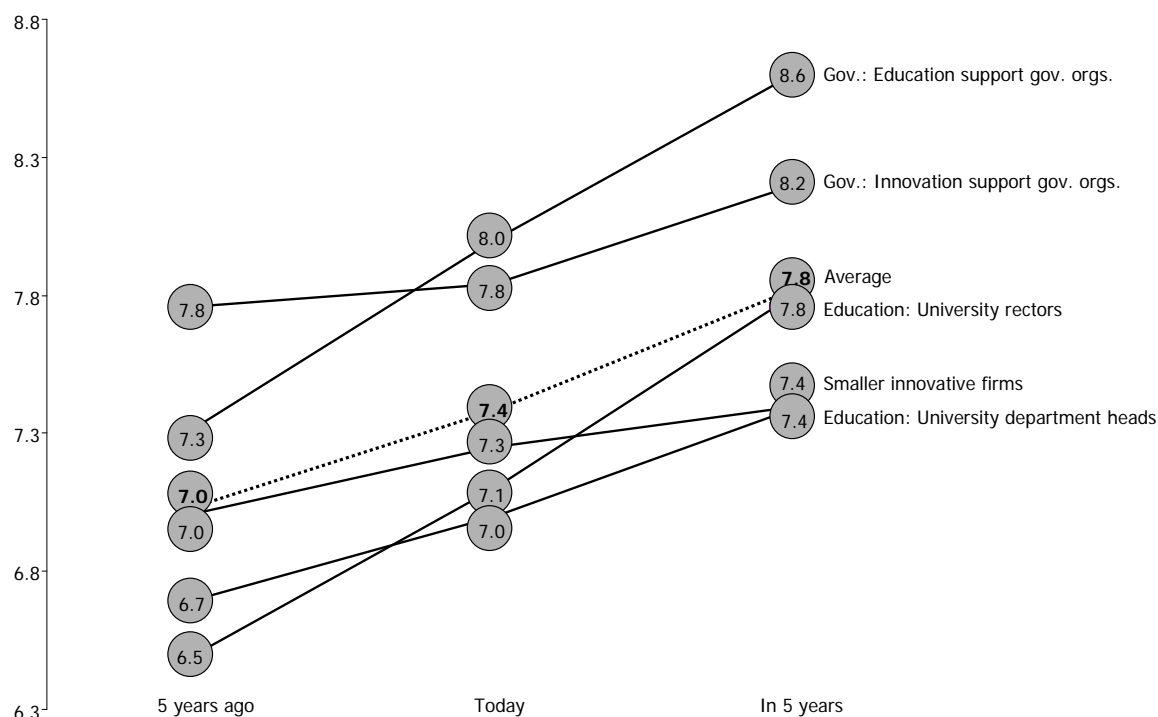 8.8
8.6 Gov.: Education support gov. orgs.
8.3
8.2 Gov.: Innovation support gov. orgs.
8.0
7.8
7.8
7.8
7.8 Average
7.8 Education: University rectors
7.4 Smaller innovative firms
7.4 Education: University department heads
7.4
7.3
7.3
7.3
7.0
7.0
7.1
7.0
6.8
6.7
6.5
6.3
5 years ago Today In 5 years